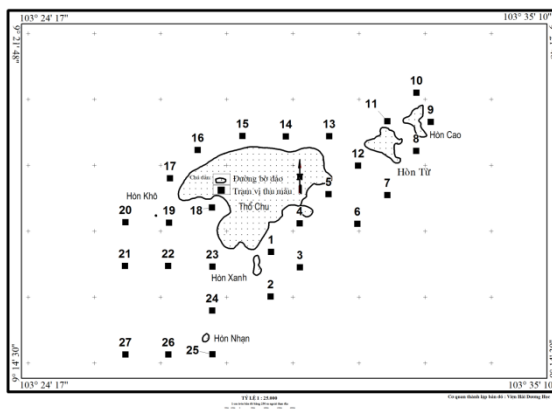 103° 24' 17"
103° 35' 10"
9° 21' 48"
10
11
9
Hòn Cao
15
14
13
16
8
12
Hòn Từ
17
Chú dẫn:
Đường bờ đảo
Trạm vị thu mẫu
5
7
Hòn Khô
18
Thổ Chu
20
19
4
6
1
21
22
23
3
Hòn Xanh
2
24
Hòn Nhạn
27
26
25
9° 14' 30"
103° 24' 17"
103° 35' 10"
TỶ LỆ 1 : 25.000
Cơ quan thành lập bản đồ : Viện Hải Dương Học